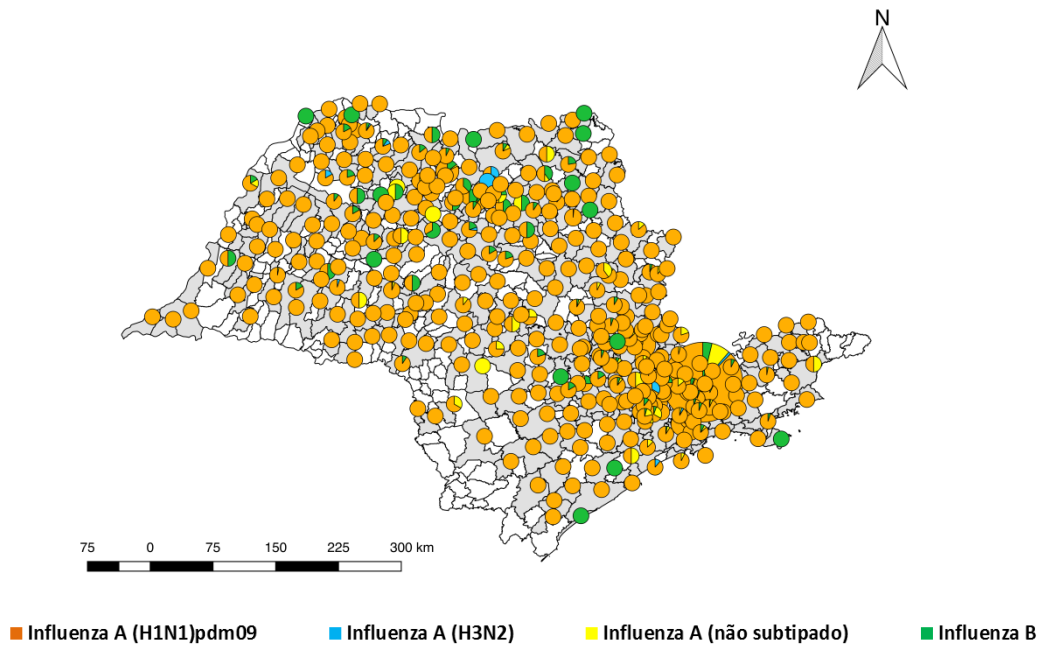 N
75 0 75 150 225 300 km
Influenza A (H1N1)pdm09 Influenza A (H3N2) Influenza A (não subtipado) Influenza B